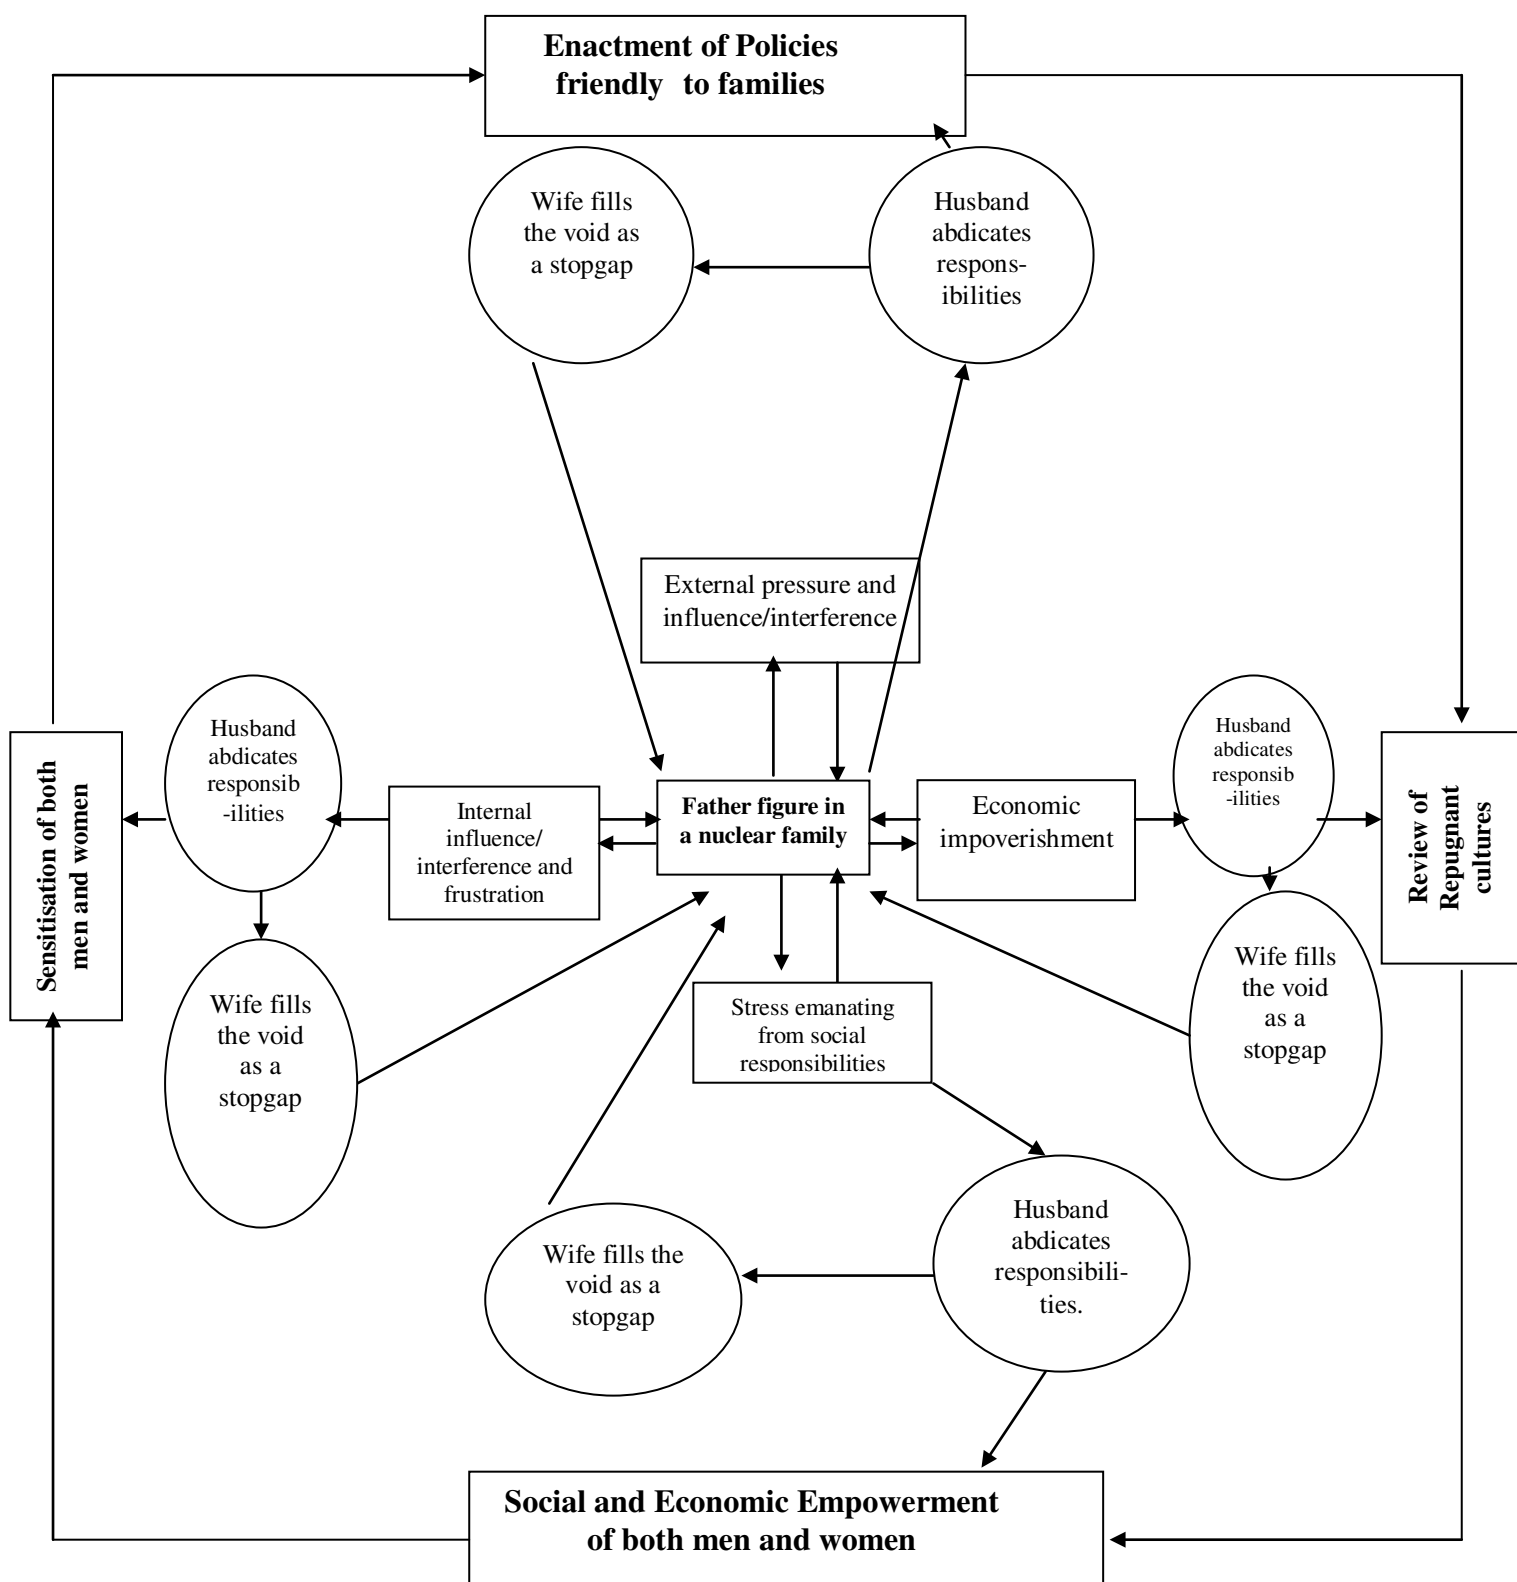 Enactment of Policies
friendly to families
Wife fills
the void as
a stopgap
Husband
abdicates
respons-
ibilities
External pressure and
influence/interference
Husband
abdicates
responsib
-ilities
Husband
abdicates
responsib
-ilities
Sensitisation of both
men and women
Internal
influence/
interference and
frustration
Father figure in
a nuclear family
Economic
impoverishment
Review of
Repugnant
cultures
Wife fills
the void
as a
stopgap
Stress emanating
from social
responsibilities
Wife fills
the void
as a
stopgap
Wife fills the
void as a
stopgap
Husband
abdicates
responsibili-
ties.
Social and Economic Empowerment
of both men and women